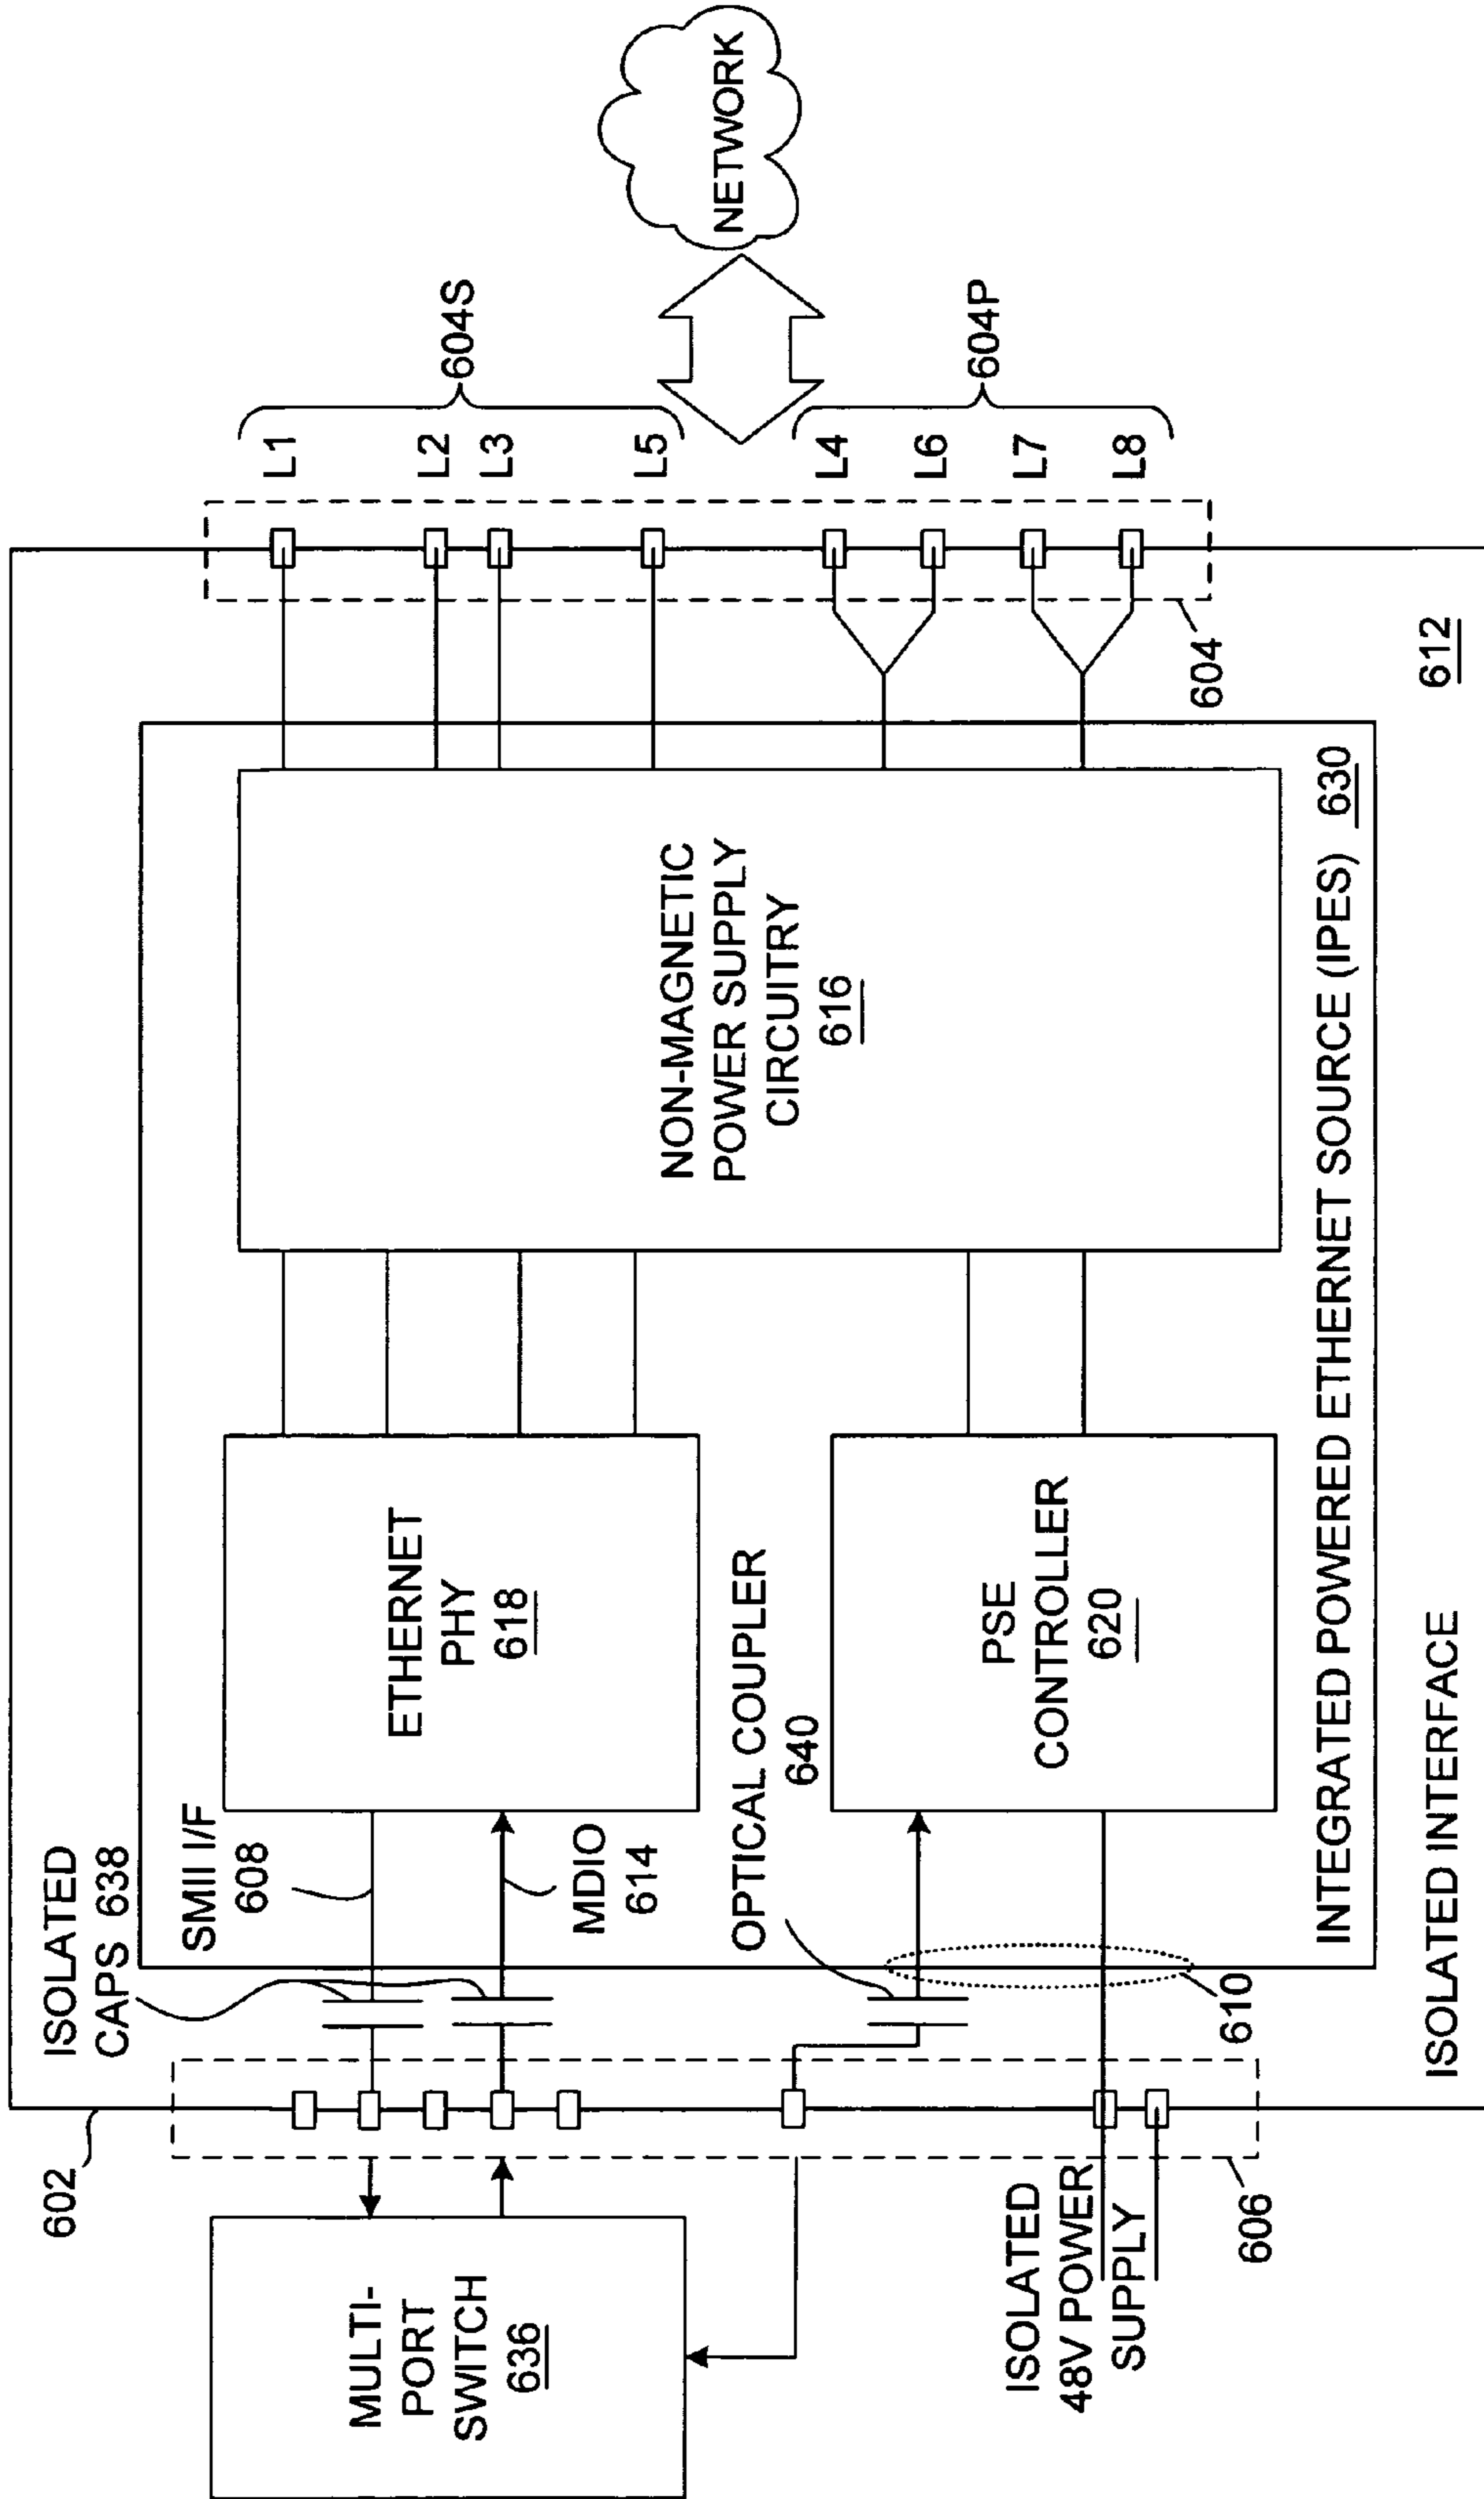 602
ISOLATED
CAPS 638
SMII I/F
608
MULTI-
PORT
SWITCH
636
ETHERNET
PHY
618
MDIO
614
OPTICAL COUPLER
640
PSE
CONTROLLER
620
NON-MAGNETIC
POWER SUPPLY
CIRCUITRY
616
L1
L2
L3
L5
L4
L6
L7
L8
604S
604P
NETWORK
604
ISOLATED
48V POWER
SUPPLY
606
610
INTEGRATED POWERED ETHERNET SOURCE (IPES) 630
ISOLATED INTERFACE
612